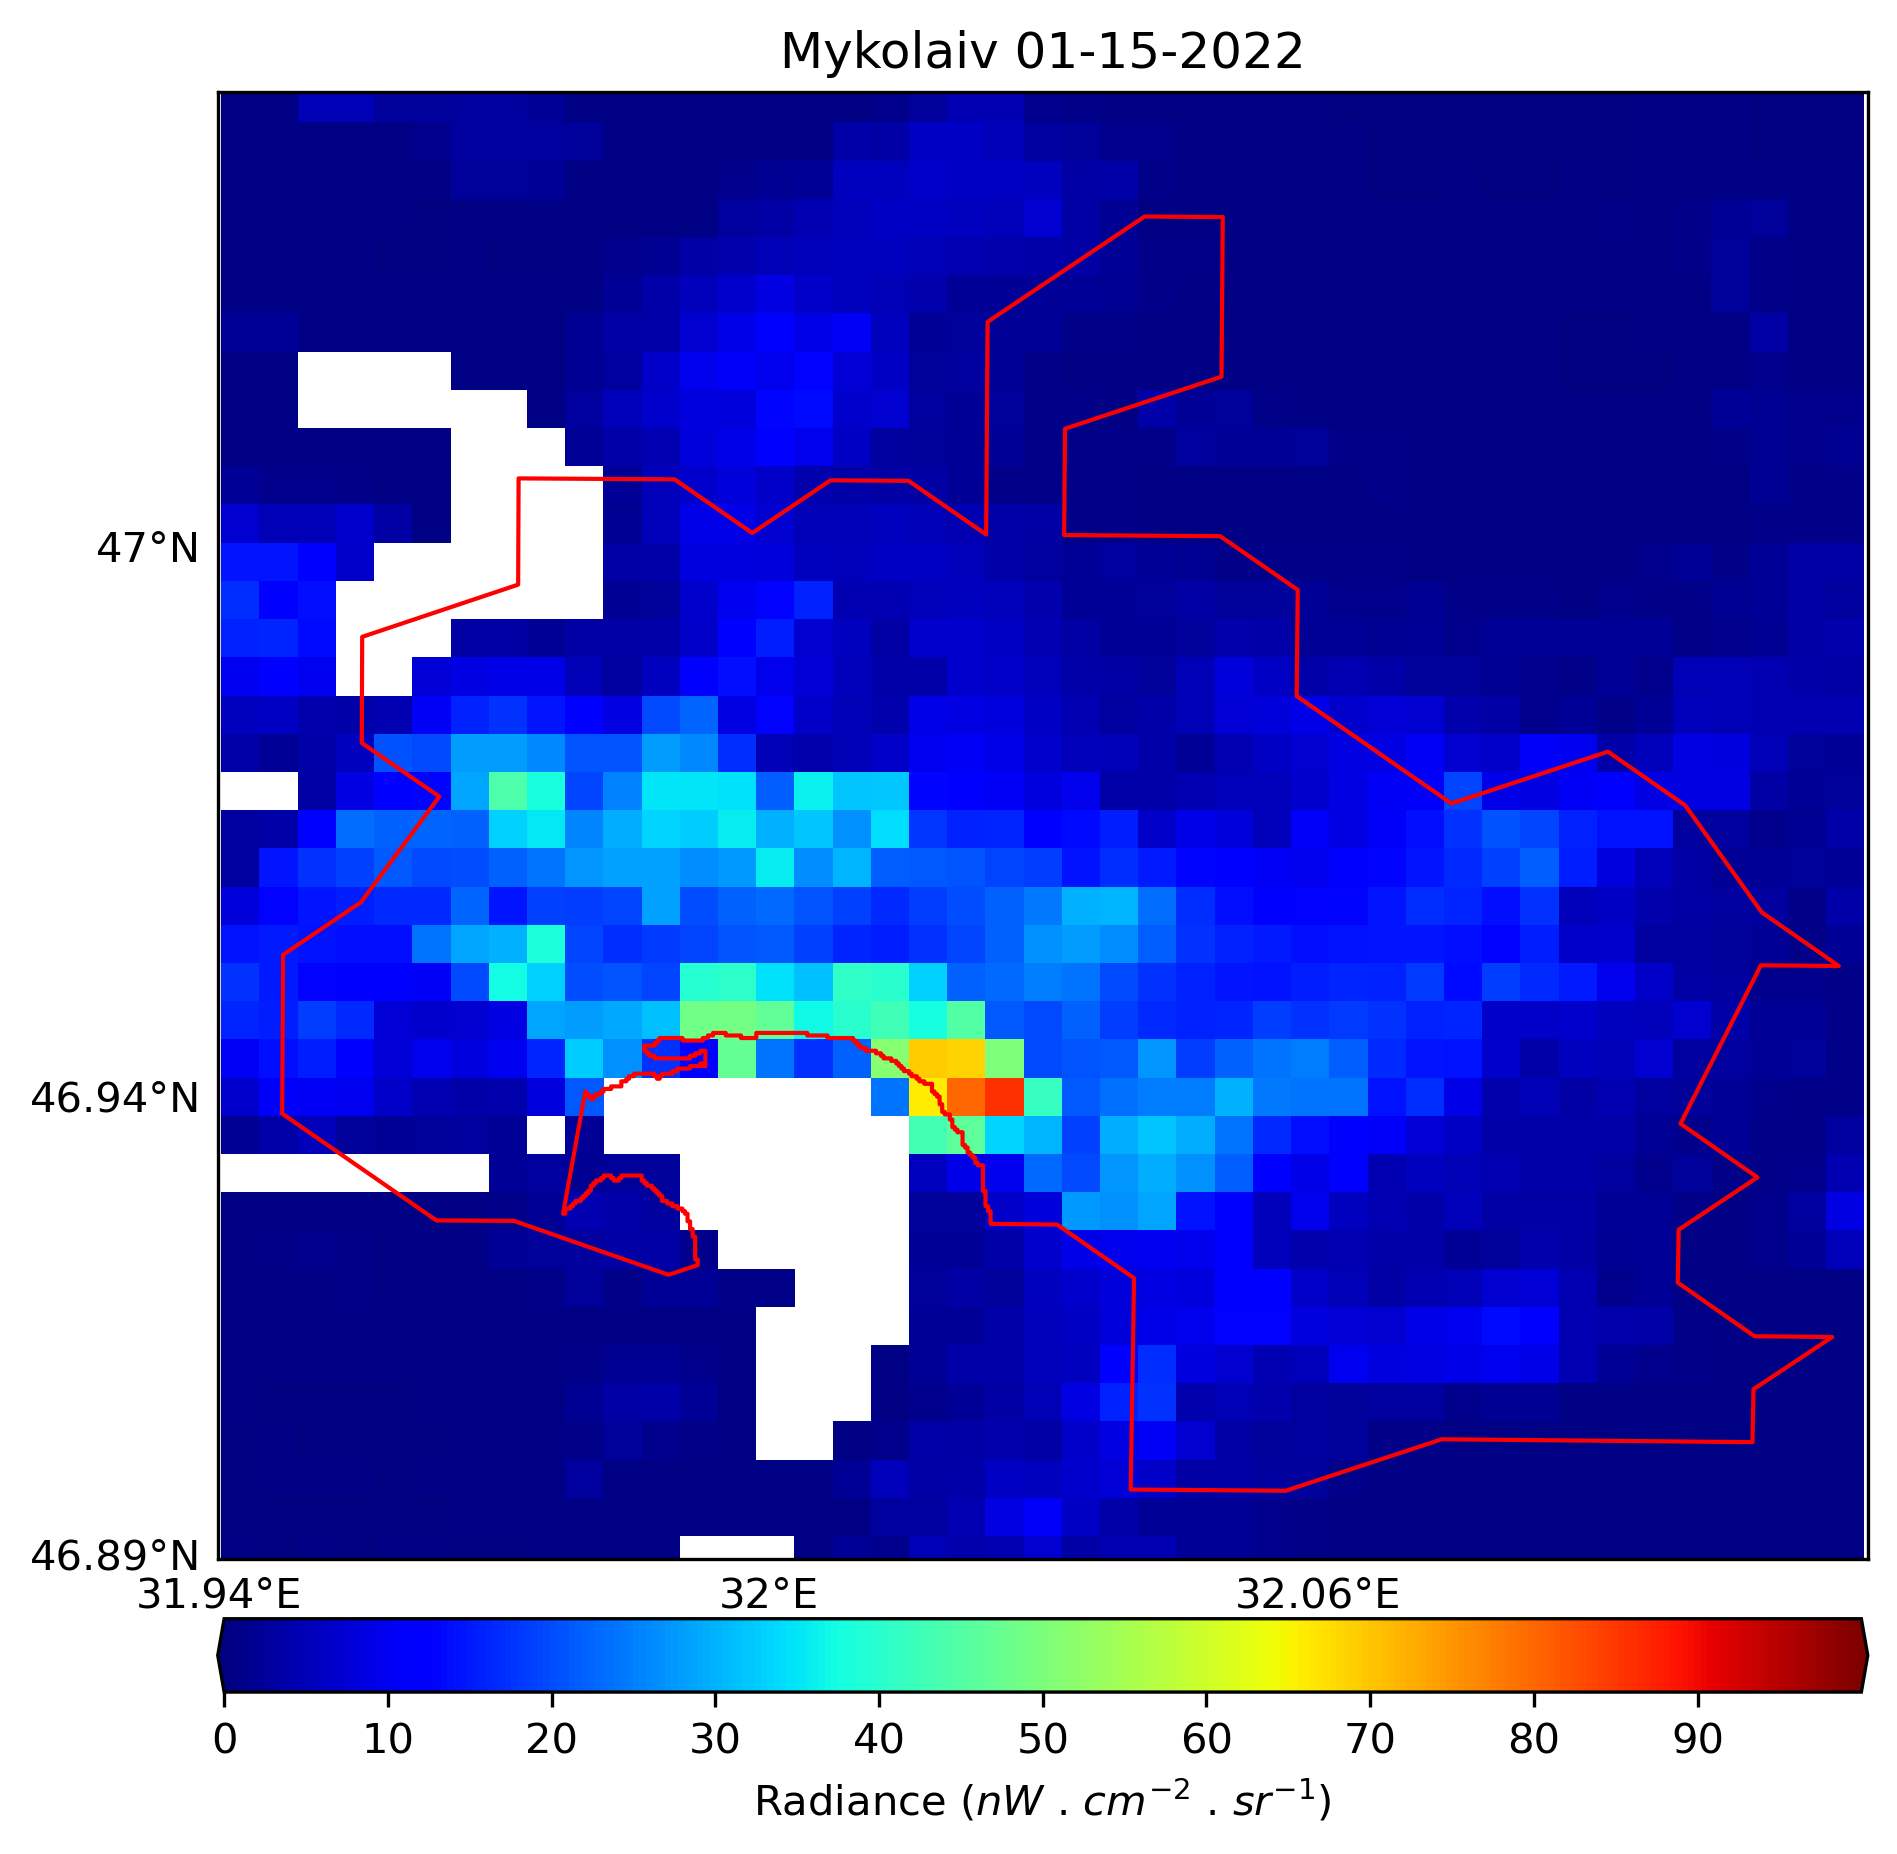 Mykolaiv 01-15-2022
47°N
46.94°N
46.89°N
31.94°E 32°E 32.06°E
0 10 20 30 40 50 60 70 80 90
Radiance (nW . cm⁻² . sr⁻¹)